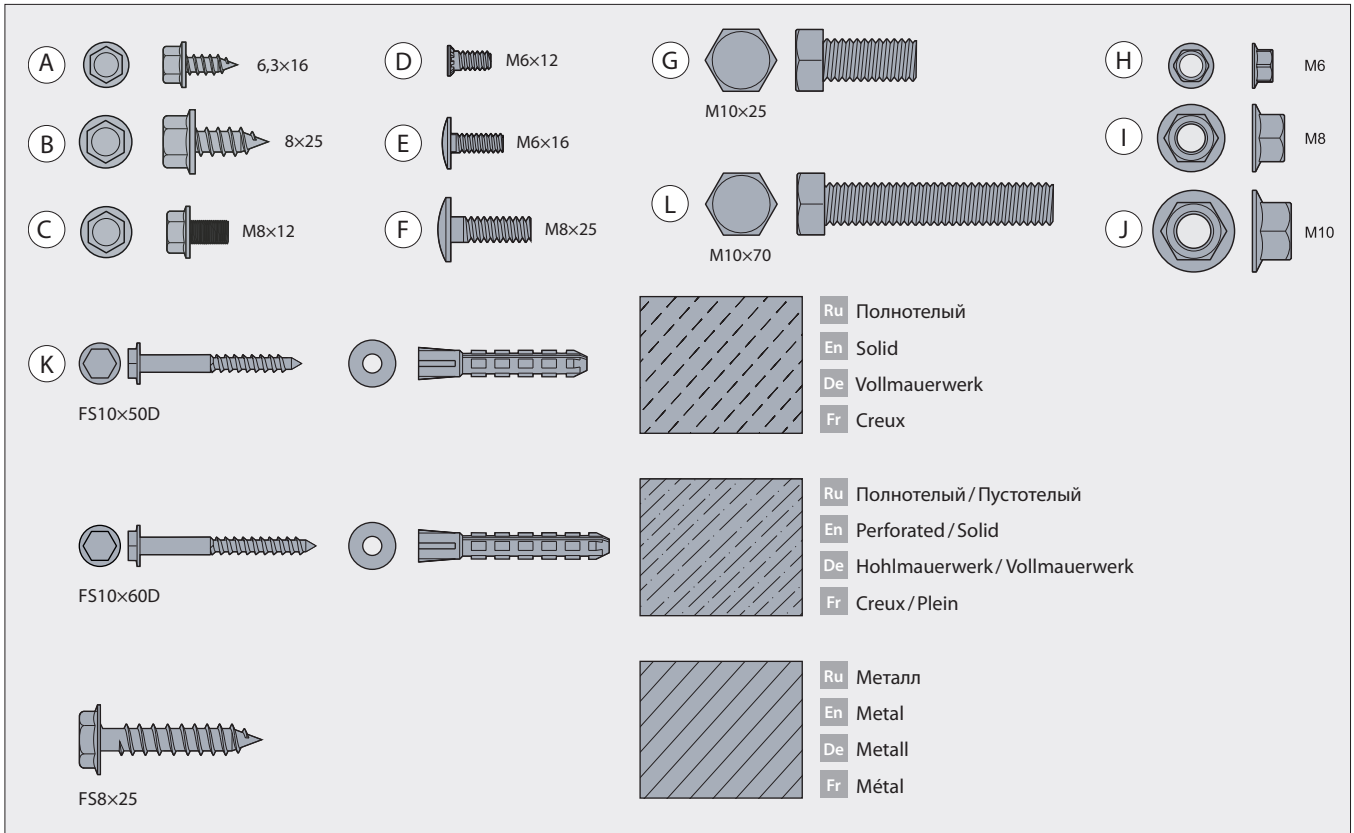 A 6,3×16
B 8×25
C M8×12
D M6×12
E M6×16
F M8×25
G
M10×25
L
M10×70
H M6
I M8
J M10
K
FS10×50D
Ru Полнотелый
En Solid
De Vollmauerwerk
Fr Creux
FS10×60D
Ru Полнотелый / Пустотелый
En Perforated / Solid
De Hohlmauerwerk / Vollmauerwerk
Fr Creux / Plein
FS8×25
Ru Металл
En Metal
De Metall
Fr Métal